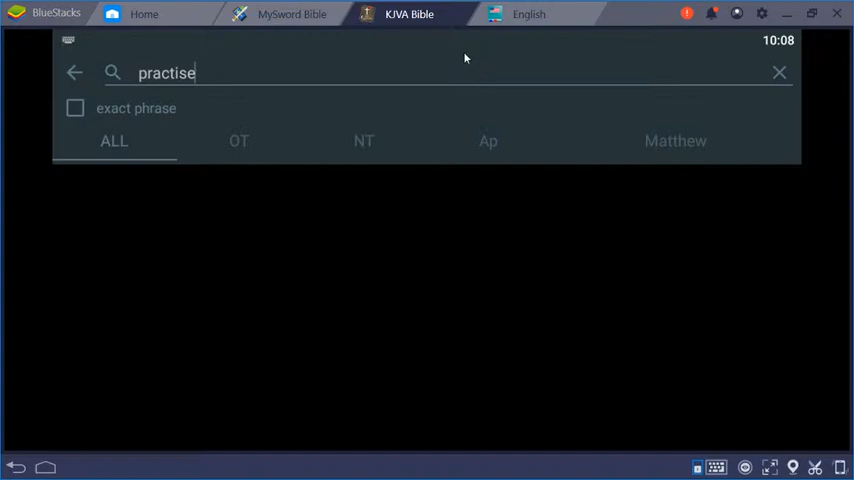 BlueStacks Home MySword Bible KJVA Bible English
10:08
practise
exact phrase
ALL OT NT Ap Matthew